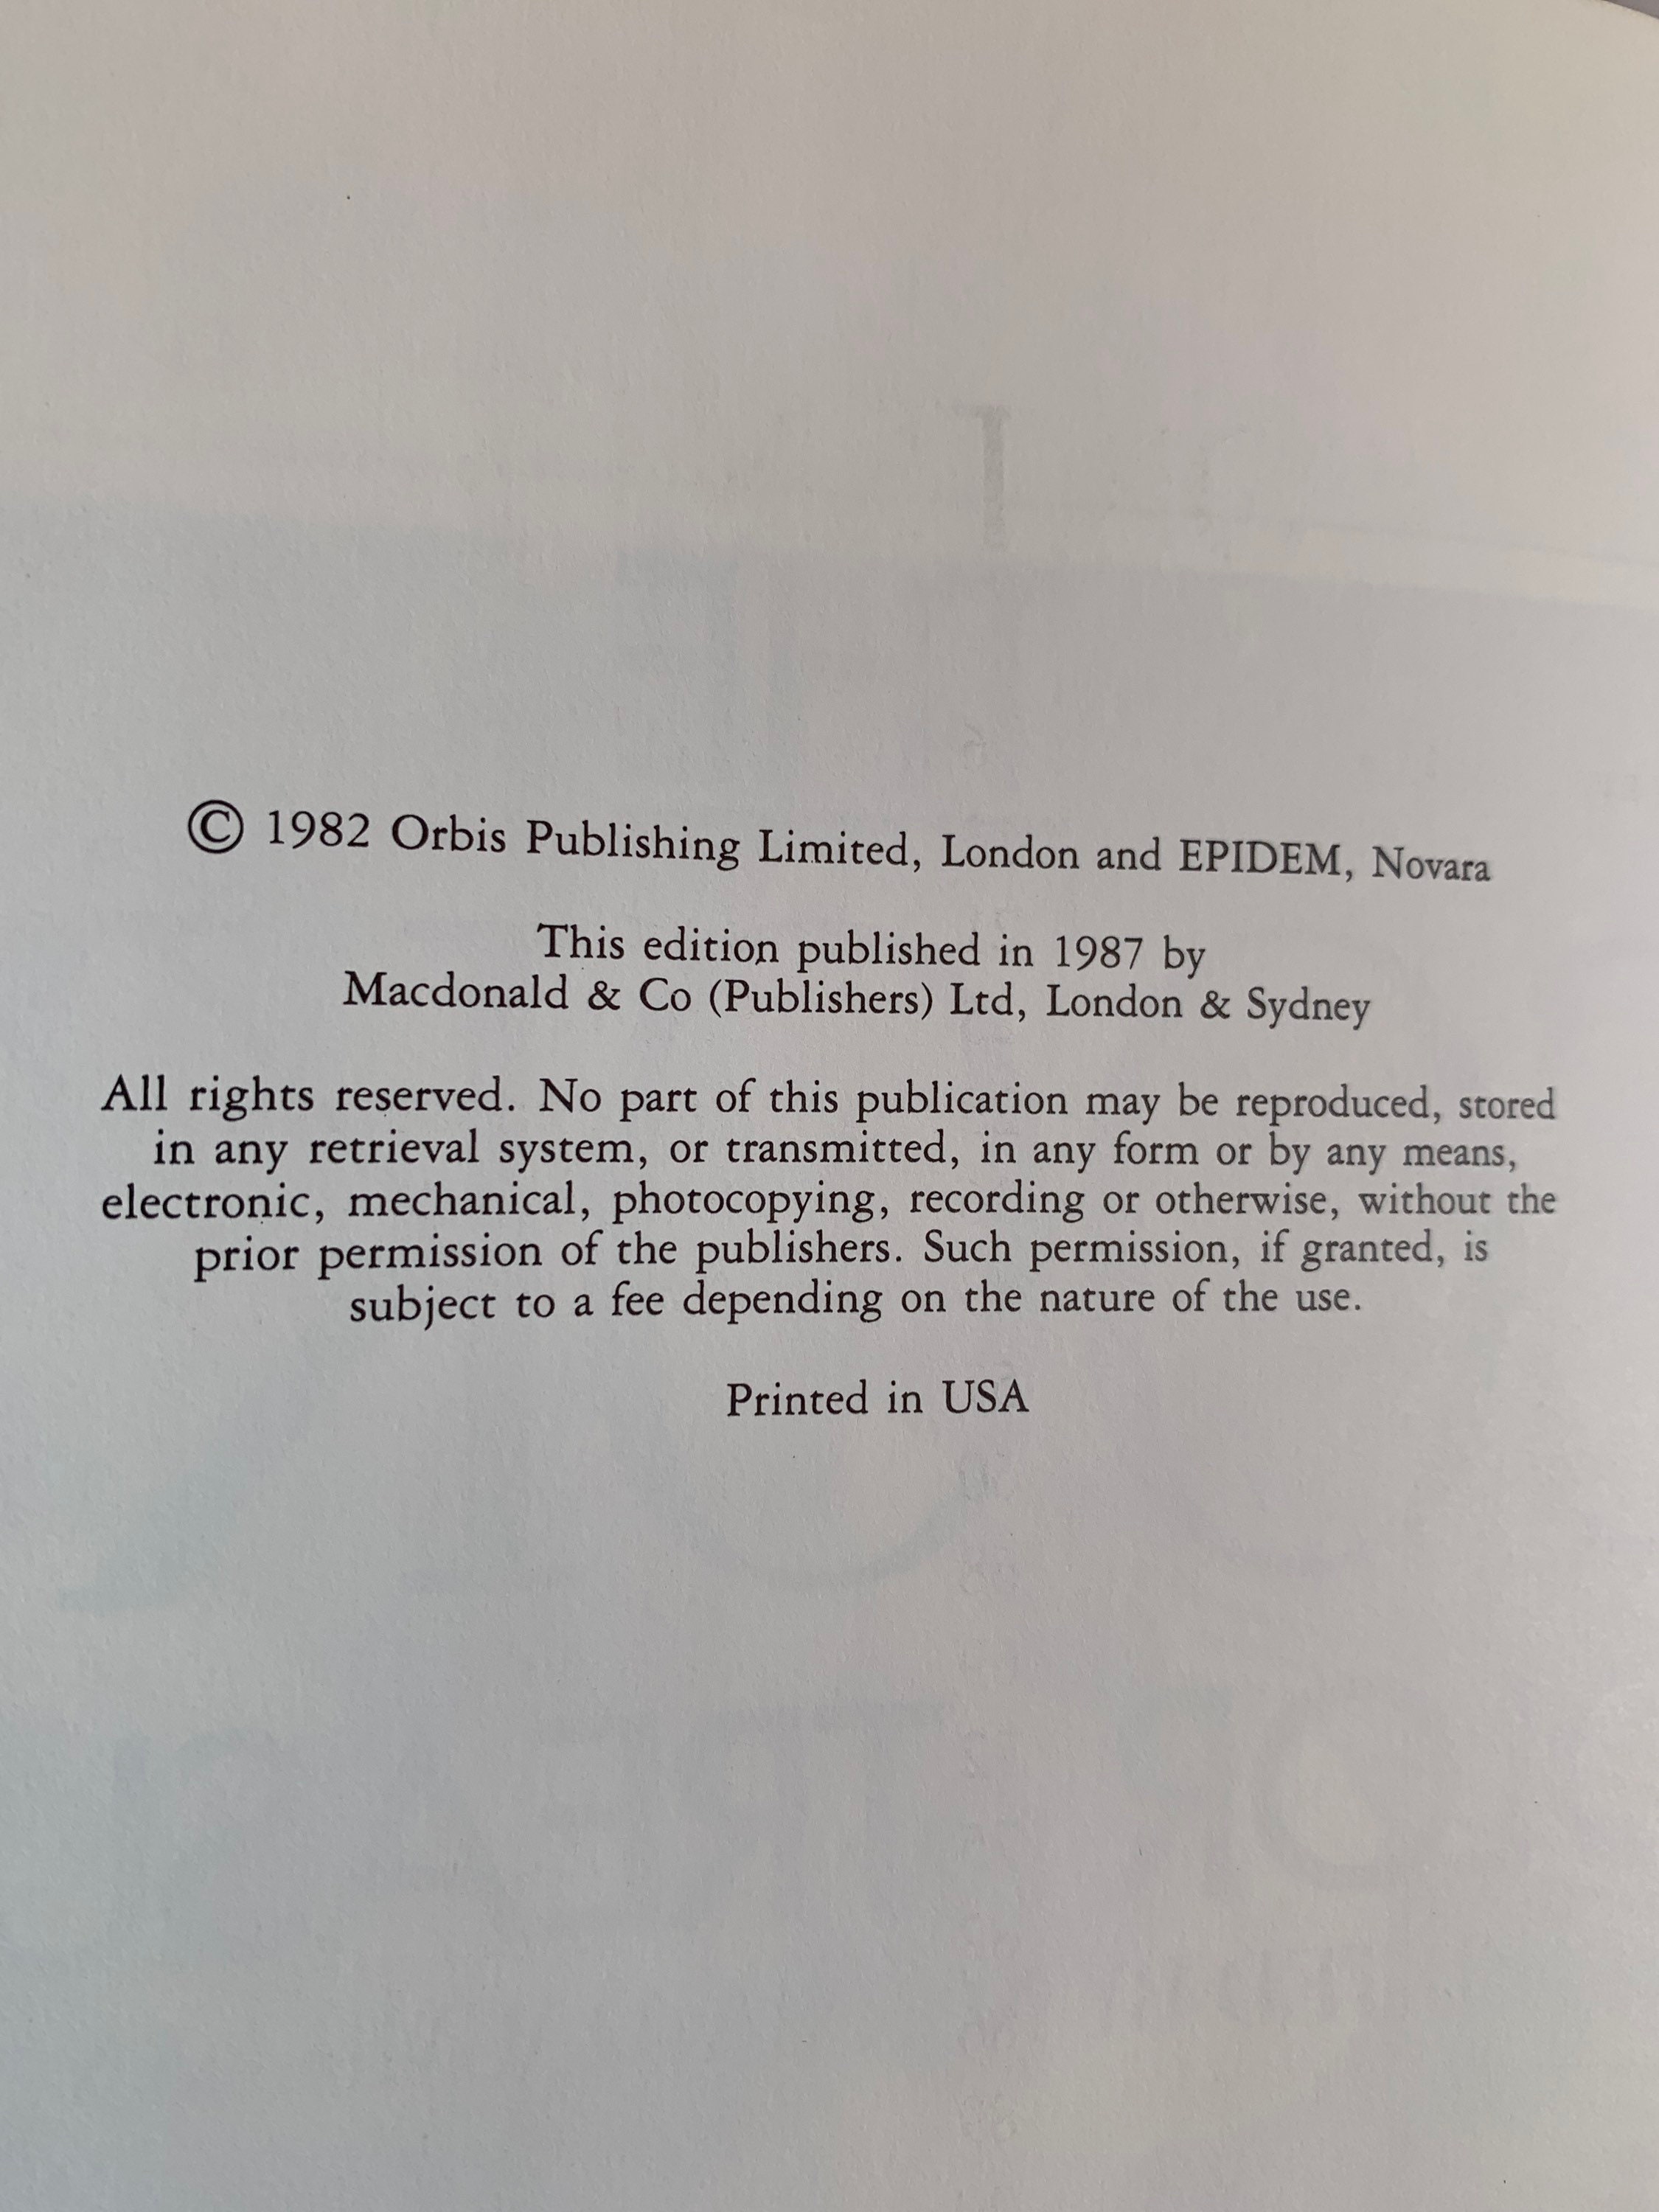 © 1982 Orbis Publishing Limited, London and EPIDEM, Novara
This edition published in 1987 by
Macdonald & Co (Publishers) Ltd, London & Sydney
All rights reserved. No part of this publication may be reproduced, stored
in any retrieval system, or transmitted, in any form or by any means,
electronic, mechanical, photocopying, recording or otherwise, without the
prior permission of the publishers. Such permission, if granted, is
subject to a fee depending on the nature of the use.
Printed in USA